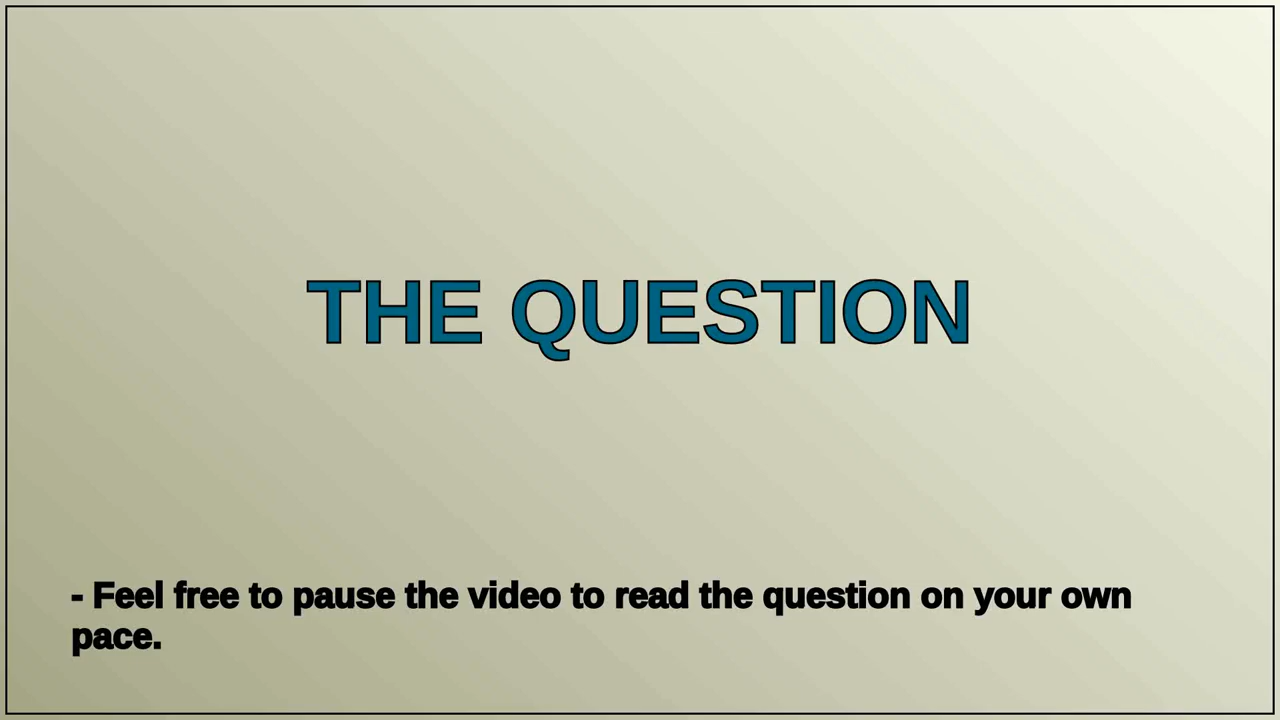 THE QUESTION
- Feel free to pause the video to read the question on your own
pace.